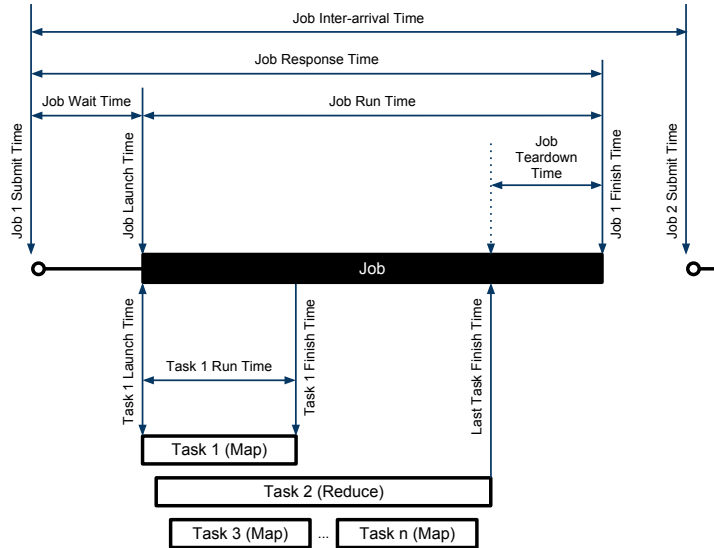 Job Inter-arrival Time
Job Response Time
Job Wait Time
Job Run Time
Job
Teardown
Time
Job 1 Submit Time
Job Launch Time
Job 1 Finish Time
Job 2 Submit Time
Job
Task 1 Launch Time
Task 1 Run Time
Task 1 Finish Time
Last Task Finish Time
Task 1 (Map)
Task 2 (Reduce)
Task 3 (Map)
...
Task n (Map)